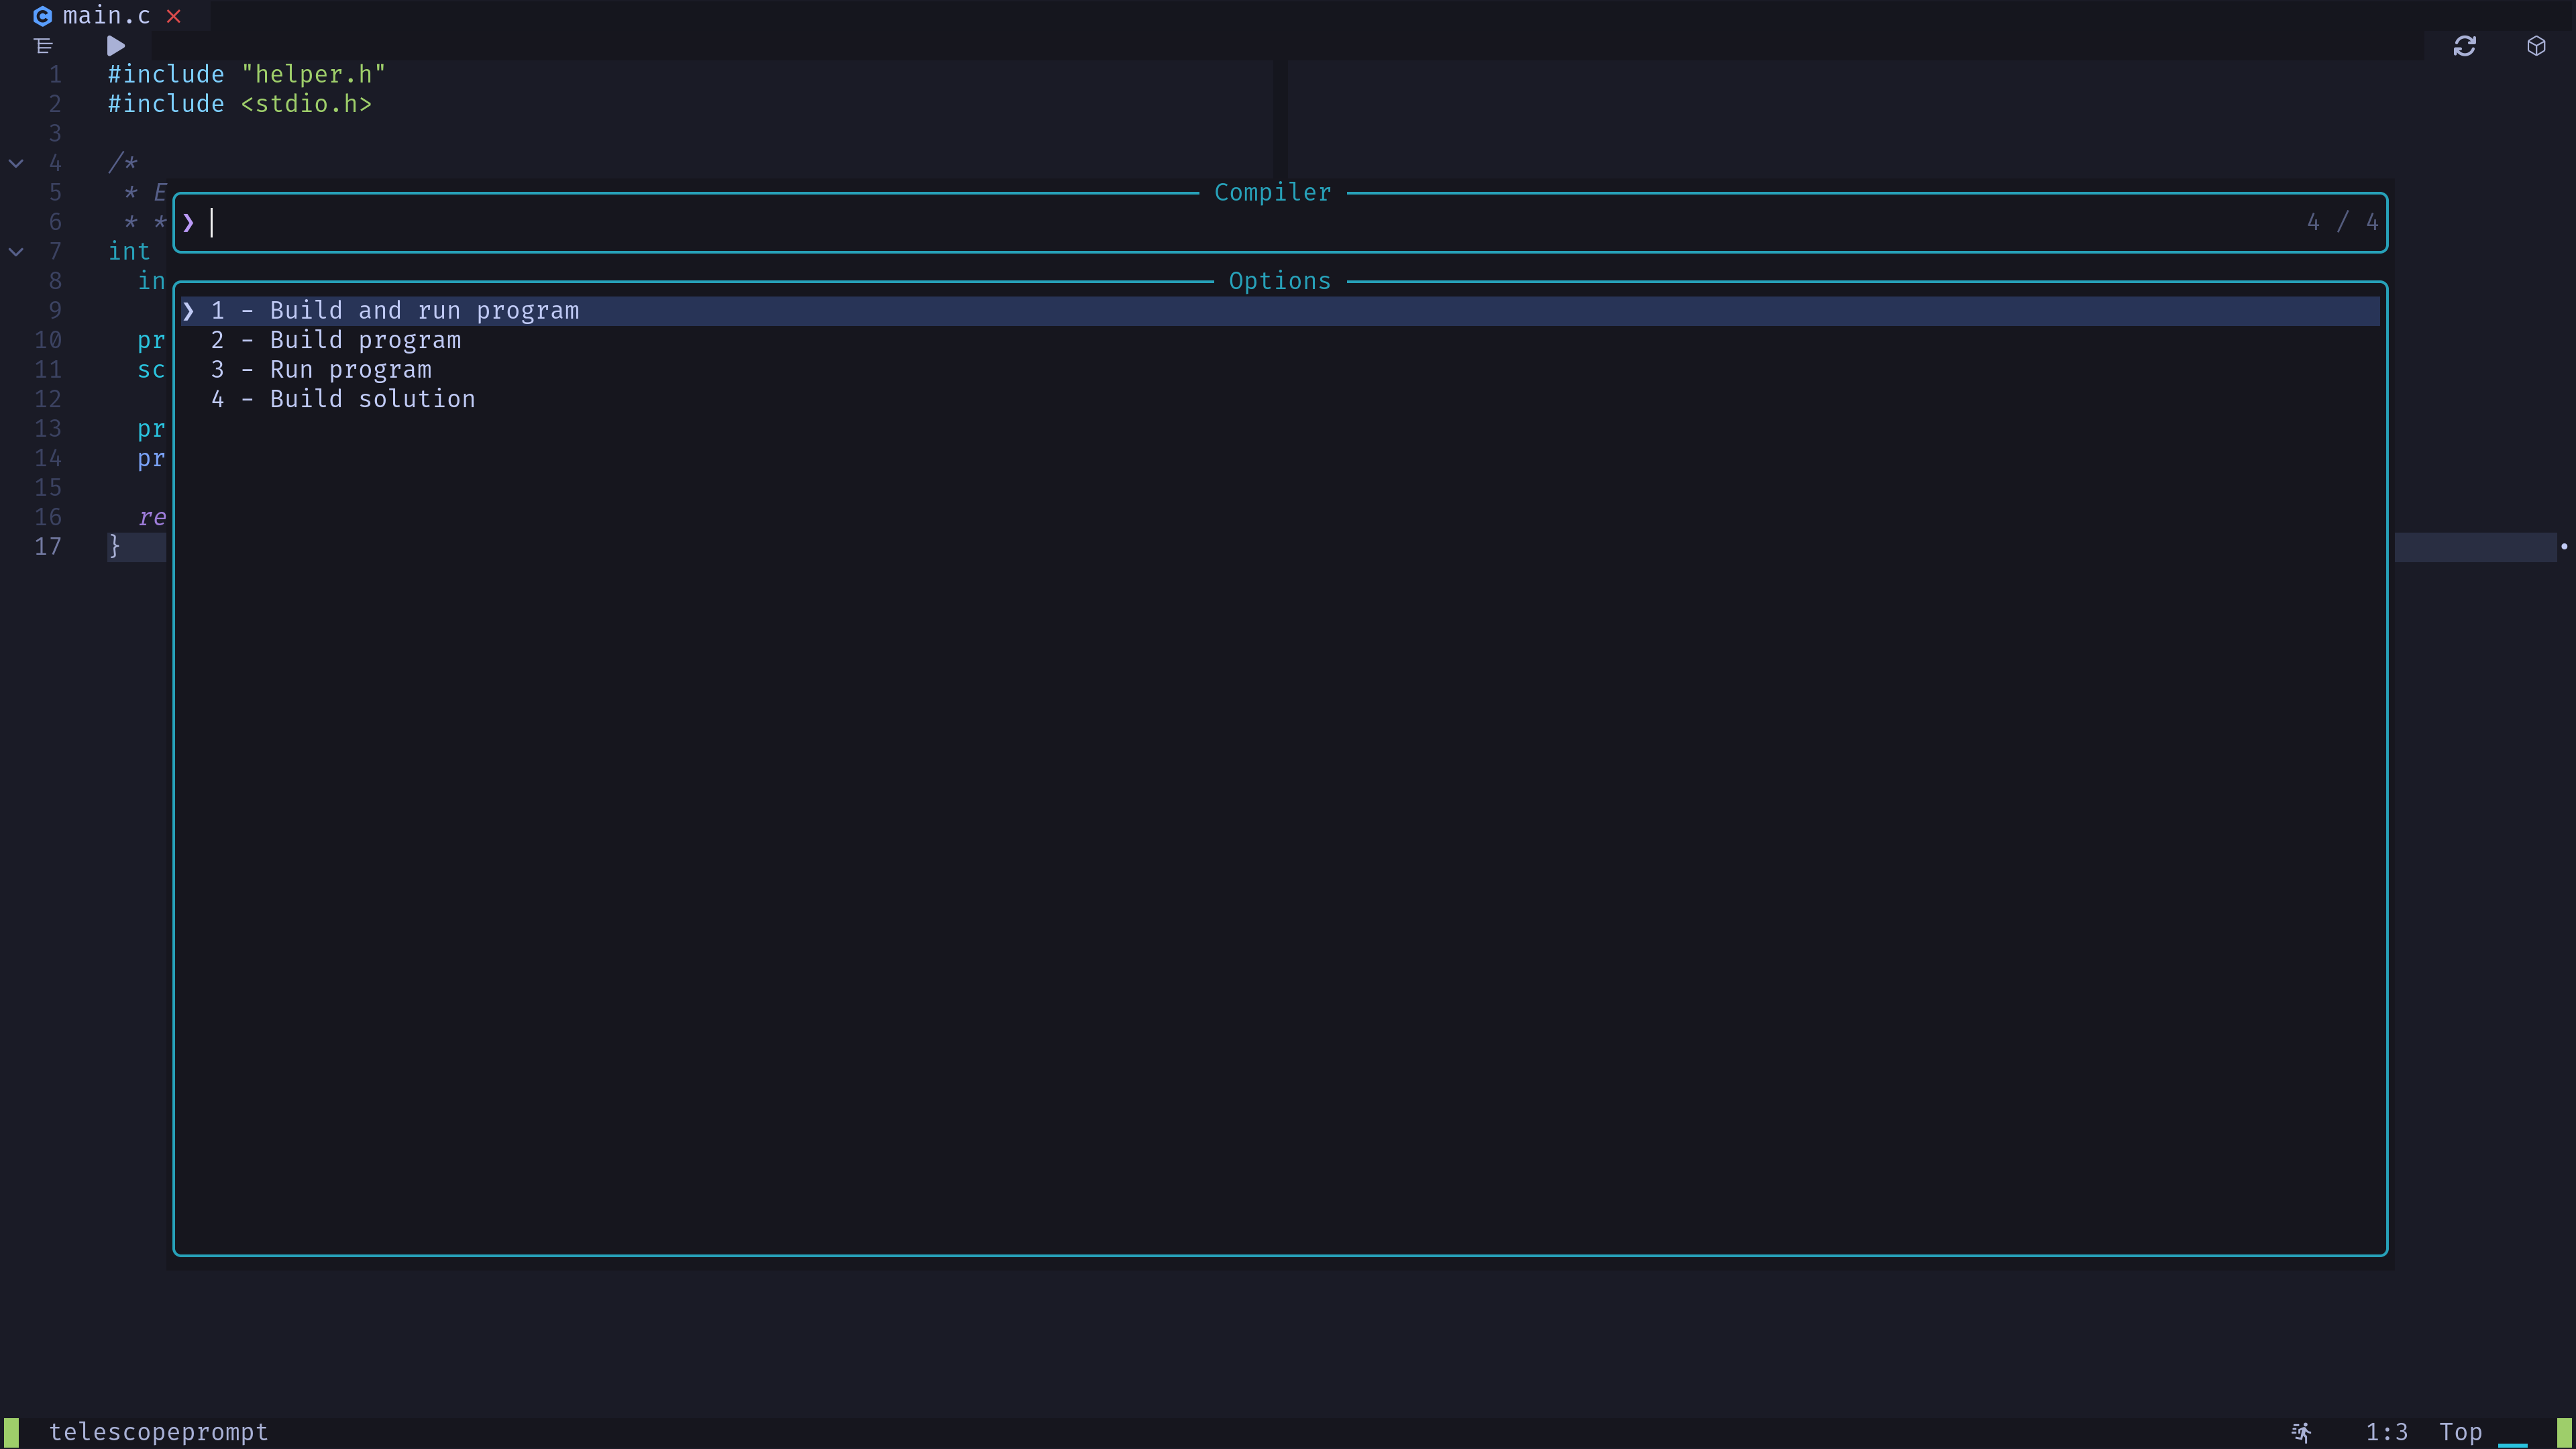 main.c
1 #include "helper.h"
2 #include <stdio.h>
3
4 /*
5 * E
6 * *
7 int
8 in
9
10 pr
11 sc
12
13 pr
14 pr
15
16 re
17 }
Compiler
❯ 4 / 4
Options
❯ 1 - Build and run program
2 - Build program
3 - Run program
4 - Build solution
telescopeprompt 1:3 Top